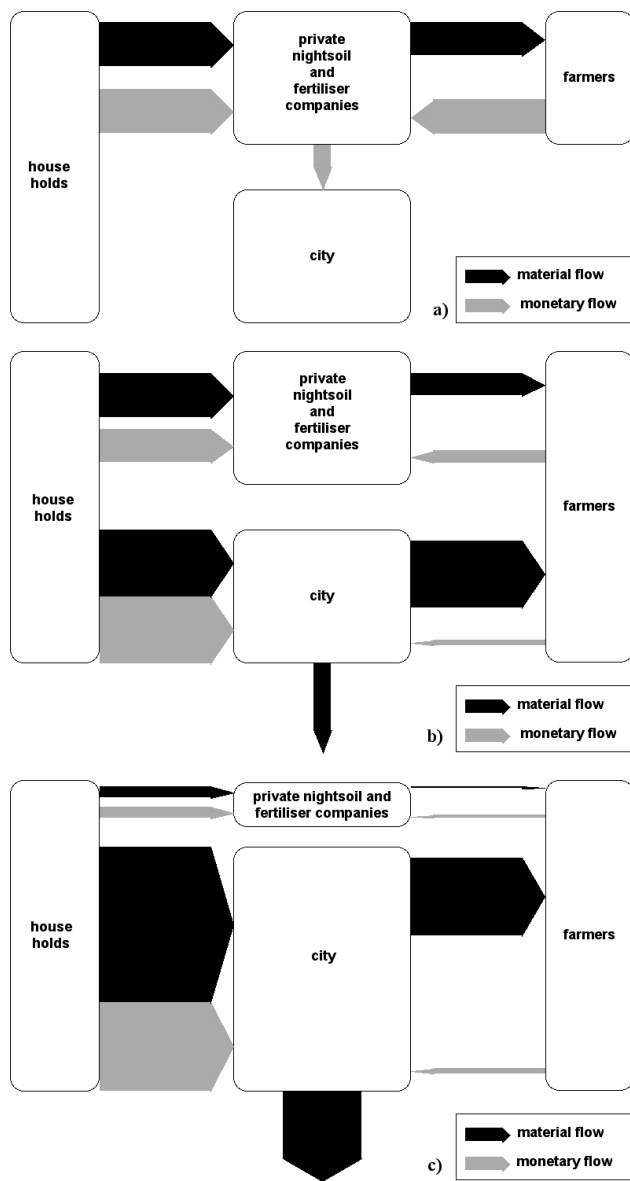 private
nightsoil
and
fertiliser
companies
farmers
house
holds
city
a)
material flow
monetary flow
private
nightsoil
and
fertiliser
companies
house
holds
farmers
city
b)
material flow
monetary flow
private nightsoil and
fertiliser companies
house
holds
city
farmers
c)
material flow
monetary flow